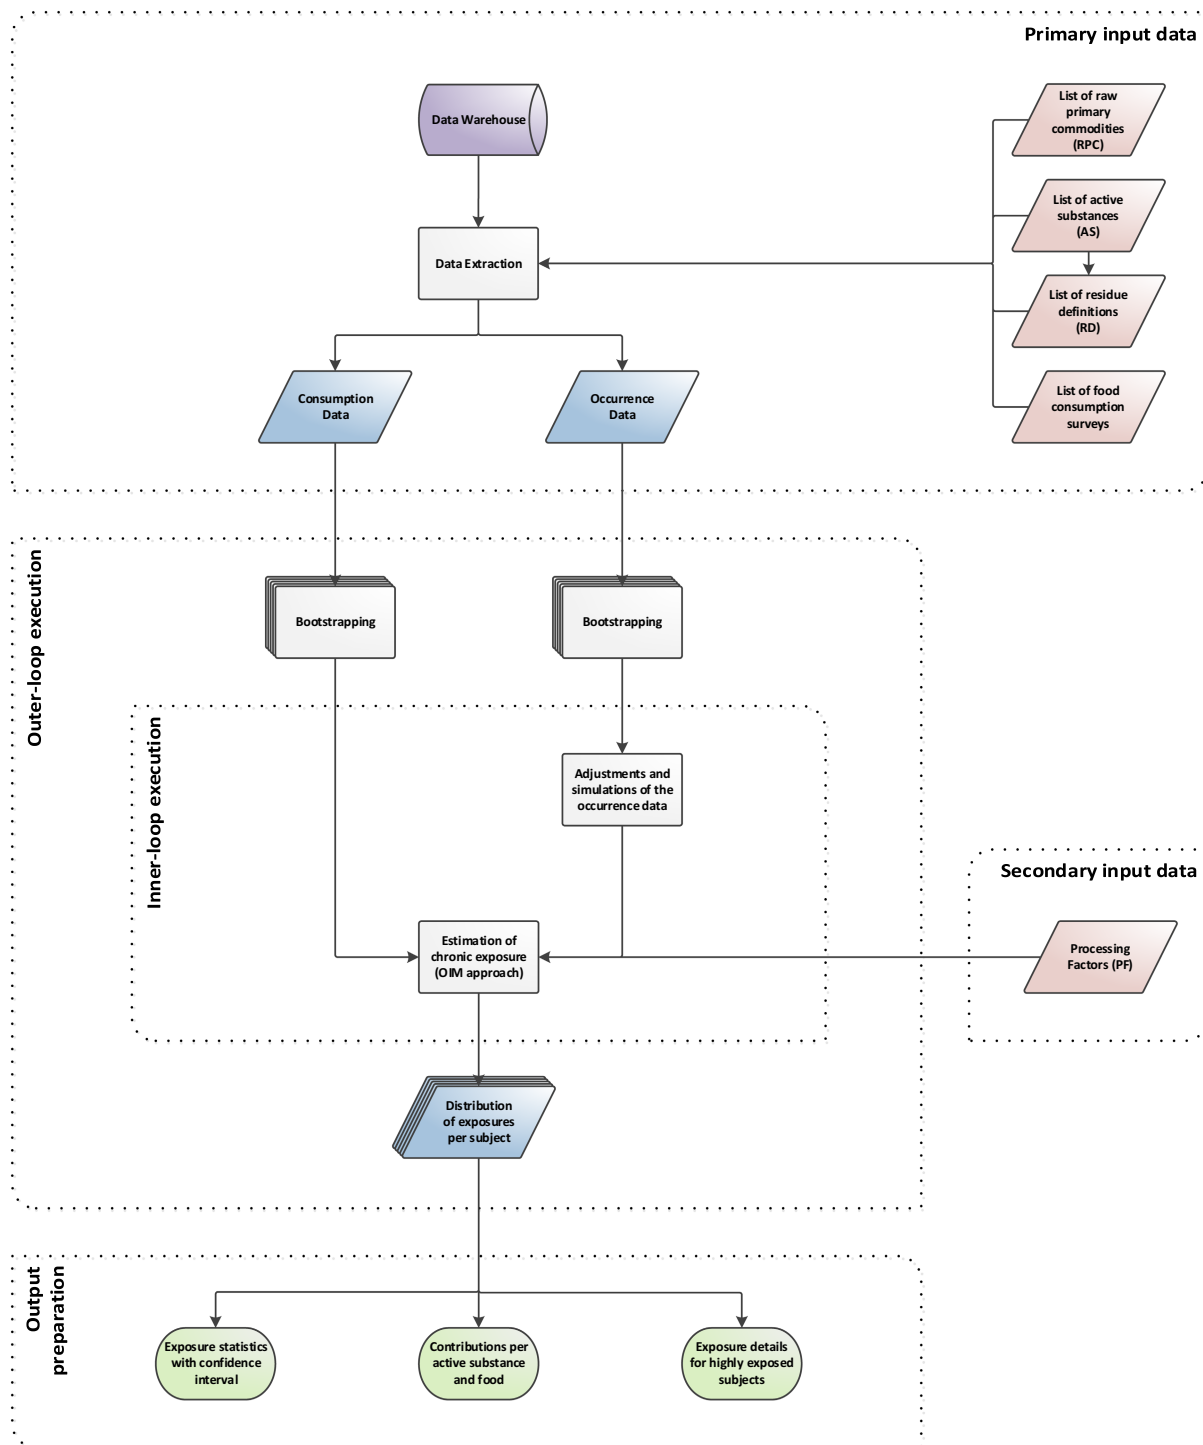 Primary input data
Data Warehouse
List of raw
primary
commodities
(RPC)
List of active
substances
(AS)
Data Extraction
List of residue
definitions
(RD)
Consumption
Data
Occurrence
Data
List of food
consumption
surveys
Outer-loop execution
Bootstrapping
Bootstrapping
Inner-loop execution
Adjustments and
simulations of the
occurrence data
Secondary input data
Estimation of
chronic exposure
(OIM approach)
Processing
Factors (PF)
Distribution
of exposures
per subject
Output
preparation
Exposure statistics
with confidence
interval
Contributions per
active substance
and food
Exposure details
for highly exposed
subjects